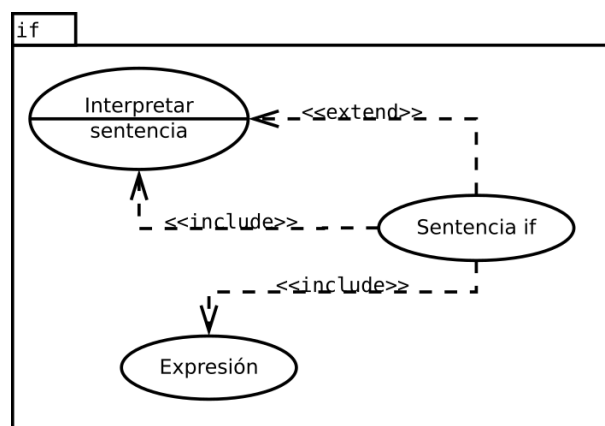 if
Interpretar
sentencia
<<extend>>
<<include>>
Sentencia if
<<include>>
Expresión